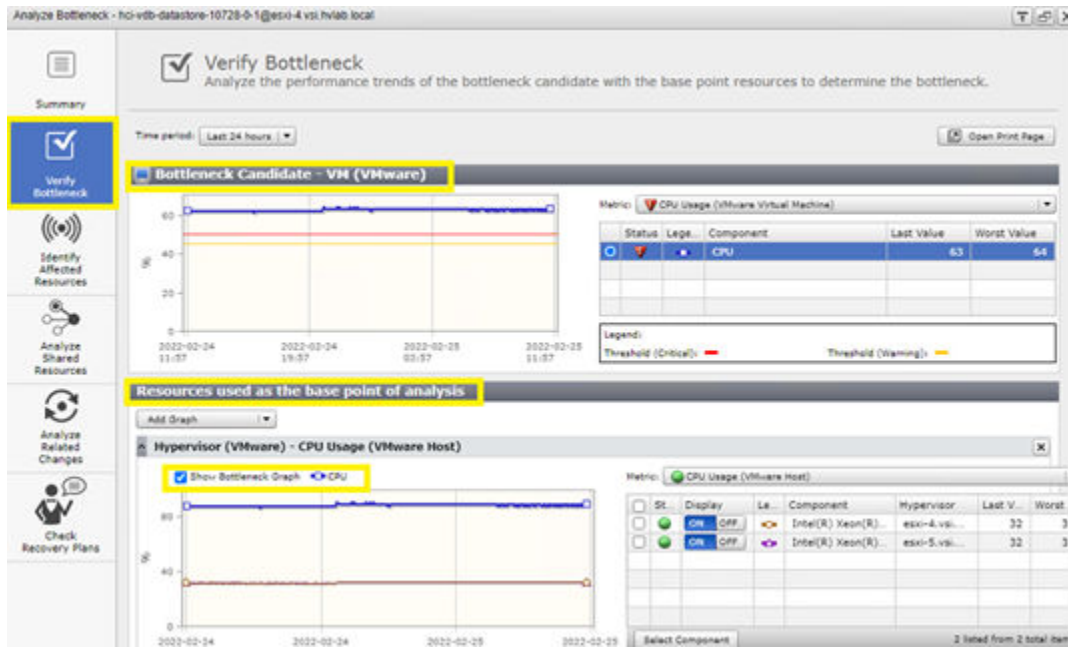 Analyze Bottleneck - hci-vdb-datastore-10728-0-1@esxi-4.vsi.hvlab.local
Summary
Verify Bottleneck
Identify Affected Resources
Analyze Shared Resources
Analyze Related Changes
Check Recovery Plans
Verify Bottleneck
Analyze the performance trends of the bottleneck candidate with the base point resources to determine the bottleneck.
Time period: Last 24 hours
Open Print Page
Bottleneck Candidate - VM (VMware)
60
40
20
0
%
2022-02-24 11:57
2022-02-24 19:57
2022-02-25 03:57
2022-02-25 11:57
Metric: CPU Usage (VMware Virtual Machine)
Status Lege... Component Last Value Worst Value
CPU 63 64
Legend:
Threshold (Critical): Threshold (Warning):
Resources used as the base point of analysis
Add Graph
Hypervisor (VMware) - CPU Usage (VMware Host)
Show Bottleneck Graph CPU
80
40
0
%
2022-02-24 2022-02-24 2022-02-25 2022-02-25
Metric: CPU Usage (VMware Host)
St... Display Le... Component Hypervisor Last V... Worst
ON OFF Intel(R) Xeon(R)... esxi-4.vsi.... 32 3
ON OFF Intel(R) Xeon(R)... esxi-5.vsi.... 32 3
Select Component
2 listed from 2 total item